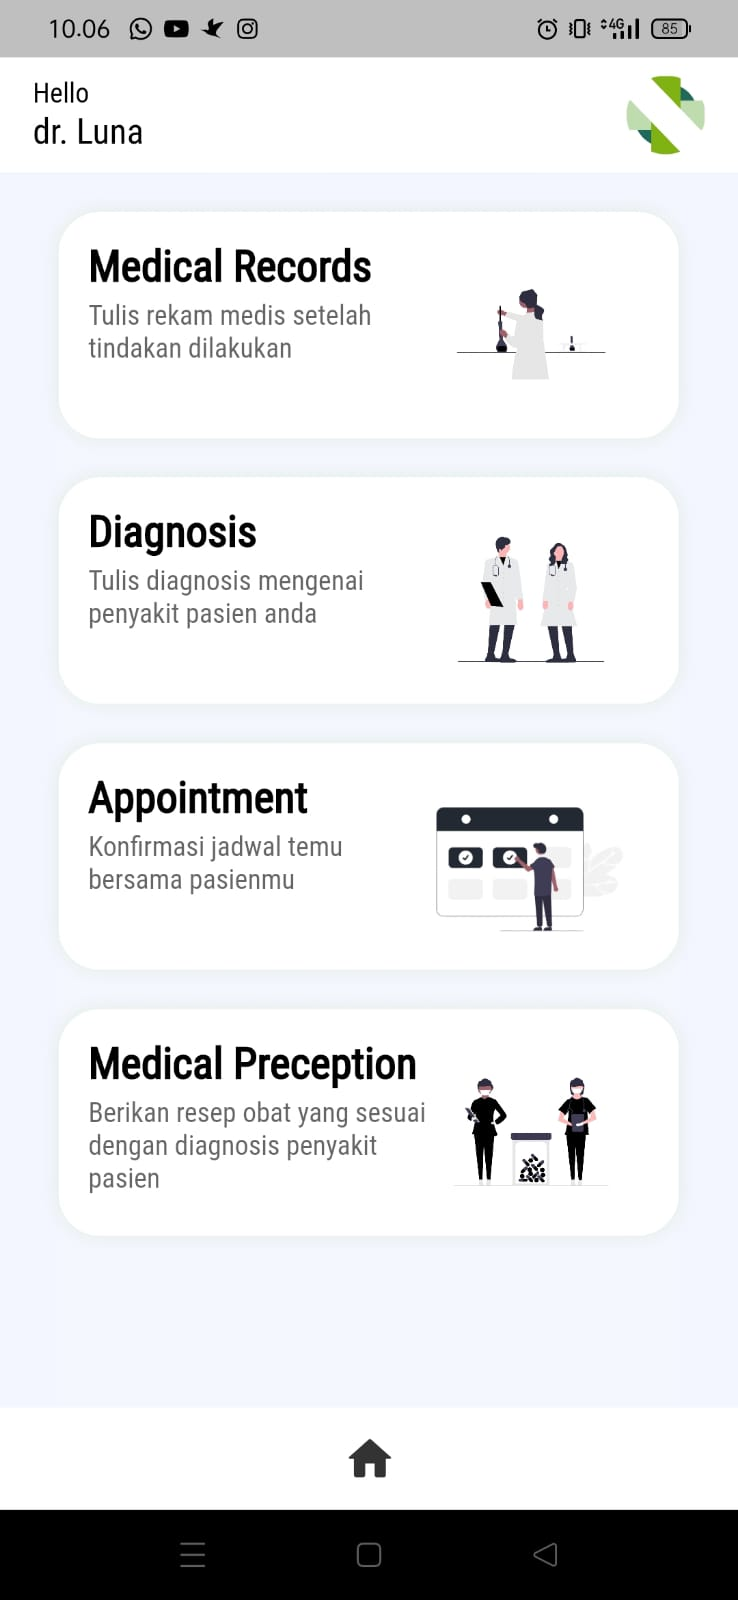 10.06
4G
85
Hello
dr. Luna
Medical Records
Tulis rekam medis setelah
tindakan dilakukan
Diagnosis
Tulis diagnosis mengenai
penyakit pasien anda
Appointment
Konfirmasi jadwal temu
bersama pasienmu
Medical Preception
Berikan resep obat yang sesuai
dengan diagnosis penyakit
pasien